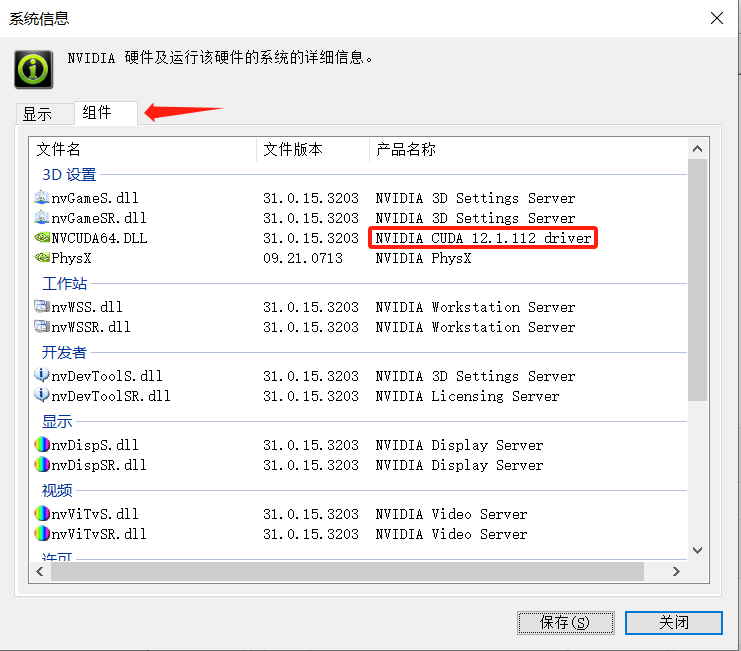 系统信息
NVIDIA 硬件及运行该硬件的系统的详细信息。
显示 组件
文件名 文件版本 产品名称
3D 设置
nvGameS.dll 31.0.15.3203 NVIDIA 3D Settings Server
nvGameSR.dll 31.0.15.3203 NVIDIA 3D Settings Server
NVCUDA64.DLL 31.0.15.3203 NVIDIA CUDA 12.1.112 driver
PhysX 09.21.0713 NVIDIA PhysX
工作站
nvWSS.dll 31.0.15.3203 NVIDIA Workstation Server
nvWSSR.dll 31.0.15.3203 NVIDIA Workstation Server
开发者
nvDevToolS.dll 31.0.15.3203 NVIDIA 3D Settings Server
nvDevToolSR.dll 31.0.15.3203 NVIDIA Licensing Server
显示
nvDispS.dll 31.0.15.3203 NVIDIA Display Server
nvDispSR.dll 31.0.15.3203 NVIDIA Display Server
视频
nvViTvS.dll 31.0.15.3203 NVIDIA Video Server
nvViTvSR.dll 31.0.15.3203 NVIDIA Video Server
许可
保存(S) 关闭